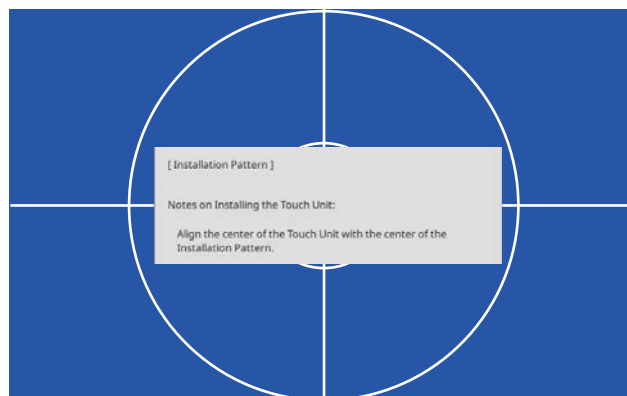 [ Installation Pattern ]
Notes on Installing the Touch Unit:
Align the center of the Touch Unit with the center of the
Installation Pattern.